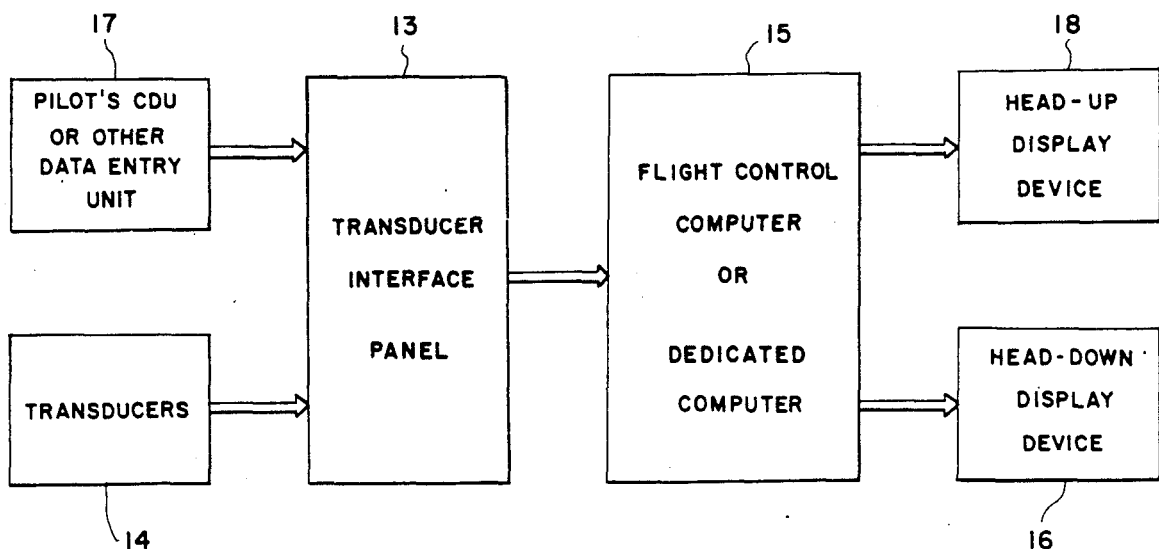 17
PILOT'S CDU
OR OTHER
DATA ENTRY
UNIT
13
TRANSDUCER
INTERFACE
PANEL
15
FLIGHT CONTROL
COMPUTER
OR
DEDICATED
COMPUTER
18
HEAD-UP
DISPLAY
DEVICE
TRANSDUCERS
14
HEAD-DOWN
DISPLAY
DEVICE
16